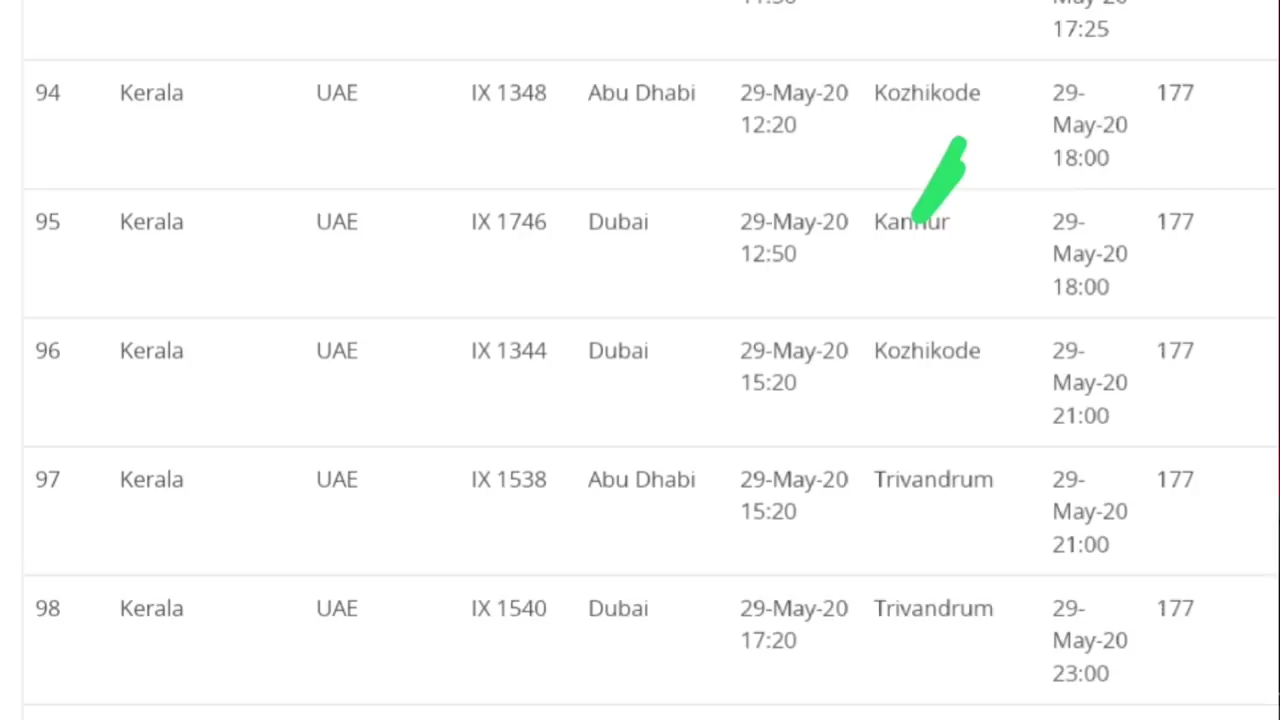 17:25
94 Kerala UAE IX 1348 Abu Dhabi 29-May-20 Kozhikode 29- 177
12:20 May-20
18:00
95 Kerala UAE IX 1746 Dubai 29-May-20 Kannur 29- 177
12:50 May-20
18:00
96 Kerala UAE IX 1344 Dubai 29-May-20 Kozhikode 29- 177
15:20 May-20
21:00
97 Kerala UAE IX 1538 Abu Dhabi 29-May-20 Trivandrum 29- 177
15:20 May-20
21:00
98 Kerala UAE IX 1540 Dubai 29-May-20 Trivandrum 29- 177
17:20 May-20
23:00